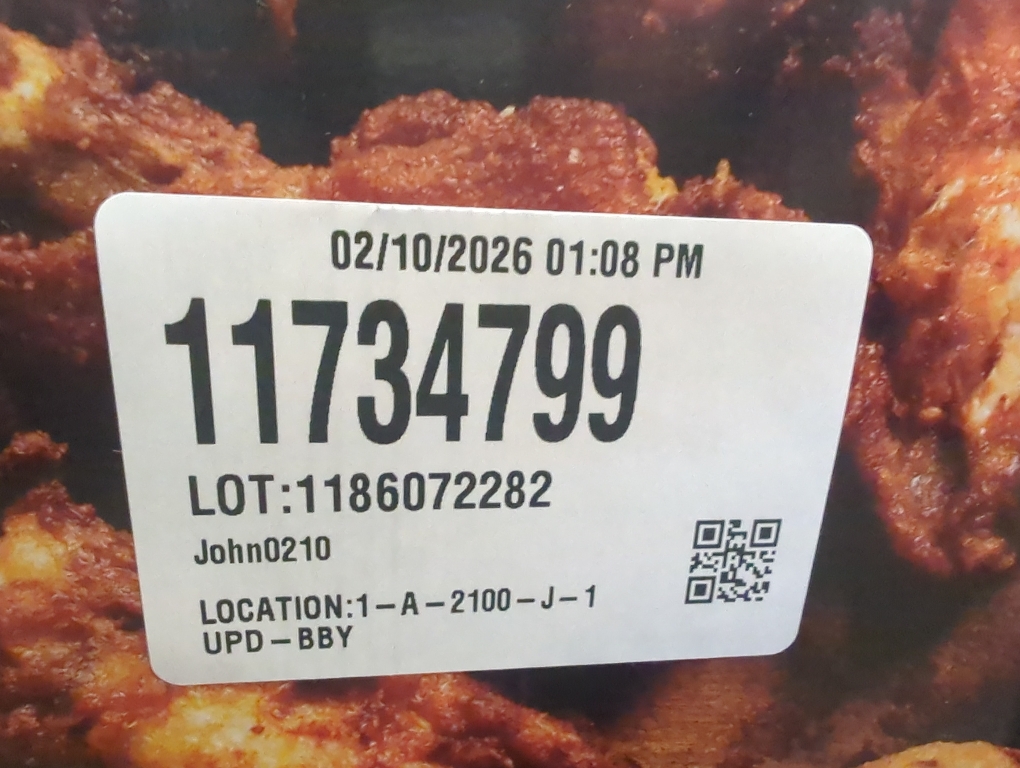 02/10/2026 01:08 PM
11734799
LOT:1186072282
John0210
LOCATION:1-A-2100-J-1
UPD-BBY